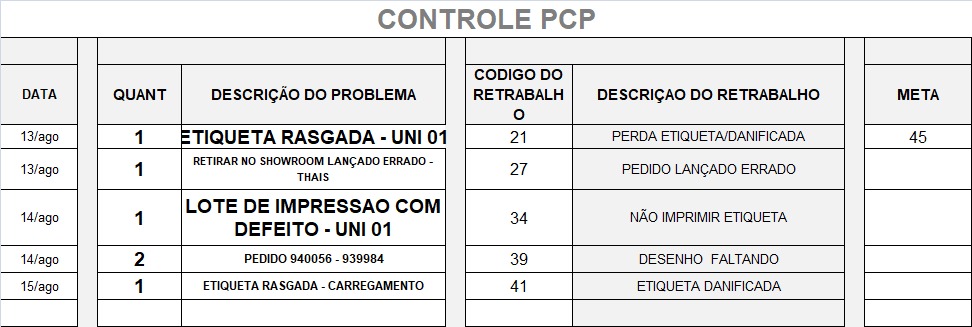 CONTROLE PCP
DATA QUANT DESCRIÇÃO DO PROBLEMA CODIGO DO RETRABALH O DESCRIÇAO DO RETRABALHO META
13/ago 1 ETIQUETA RASGADA - UNI 01 21 PERDA ETIQUETA/DANIFICADA 45
13/ago 1 RETIRAR NO SHOWROOM LANÇADO ERRADO - THAIS 27 PEDIDO LANÇADO ERRADO
14/ago 1 LOTE DE IMPRESSAO COM DEFEITO - UNI 01 34 NÃO IMPRIMIR ETIQUETA
14/ago 2 PEDIDO 940056 - 939984 39 DESENHO FALTANDO
15/ago 1 ETIQUETA RASGADA - CARREGAMENTO 41 ETIQUETA DANIFICADA